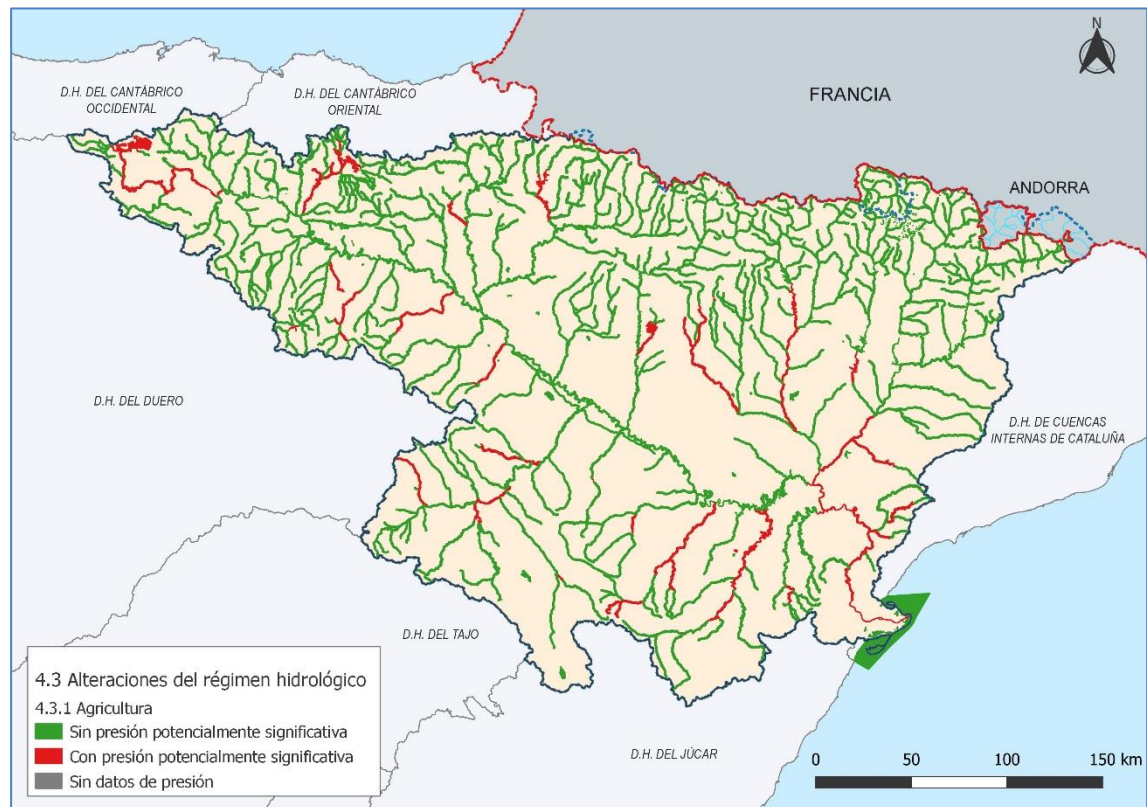 N
D.H. DEL CANTÁBRICO
OCCIDENTAL
D.H. DEL CANTÁBRICO
ORIENTAL
FRANCIA
ANDORRA
D.H. DEL DUERO
D.H. DE CUENCAS
INTERNAS DE CATALUÑA
D.H. DEL TAJO
D.H. DEL JÚCAR
4.3 Alteraciones del régimen hidrológico
4.3.1 Agricultura
Sin presión potencialmente significativa
Con presión potencialmente significativa
Sin datos de presión
0 50 100 150 km